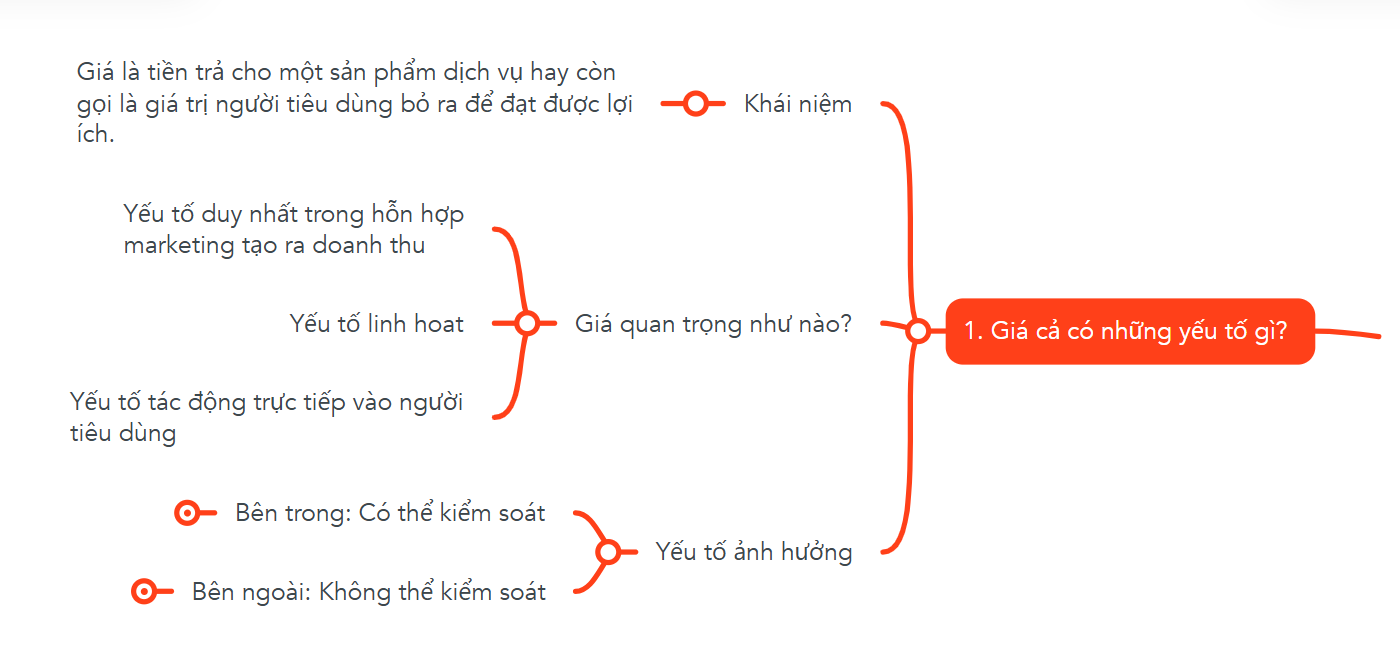 Giá là tiền trả cho một sản phẩm dịch vụ hay còn
gọi là giá trị người tiêu dùng bỏ ra để đạt được lợi
ích.
Khái niệm
Yếu tố duy nhất trong hỗn hợp
marketing tạo ra doanh thu
Yếu tố linh hoat
Giá quan trọng như nào?
1. Giá cả có những yếu tố gì?
Yếu tố tác động trực tiếp vào người
tiêu dùng
Bên trong: Có thể kiểm soát
Yếu tố ảnh hưởng
Bên ngoài: Không thể kiểm soát